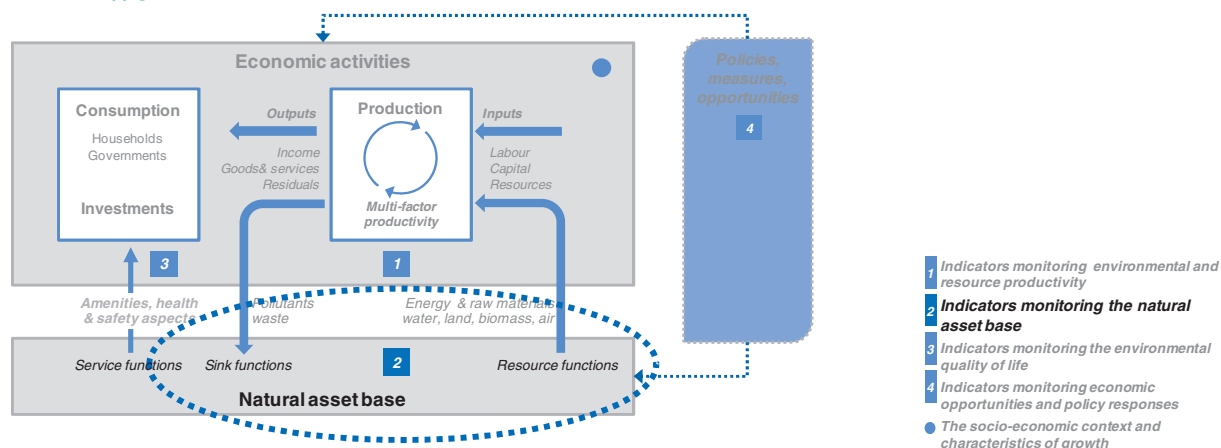 Economic activities
Policies,
measures,
opportunities
4
Consumption
Households
Governments
Investments
Outputs
Income
Goods& services
Residuals
Production
Multi-factor
productivity
Inputs
Labour
Capital
Resources
3
1
Amenities, health
& safety aspects
Pollutants
waste
Energy & raw materials
water, land, biomass, air
Service functions
Sink functions
2
Resource functions
Natural asset base
1 Indicators monitoring environmental and
resource productivity
2 Indicators monitoring the natural
asset base
3 Indicators monitoring the environmental
quality of life
4 Indicators monitoring economic
opportunities and policy responses
The socio-economic context and
characteristics of growth